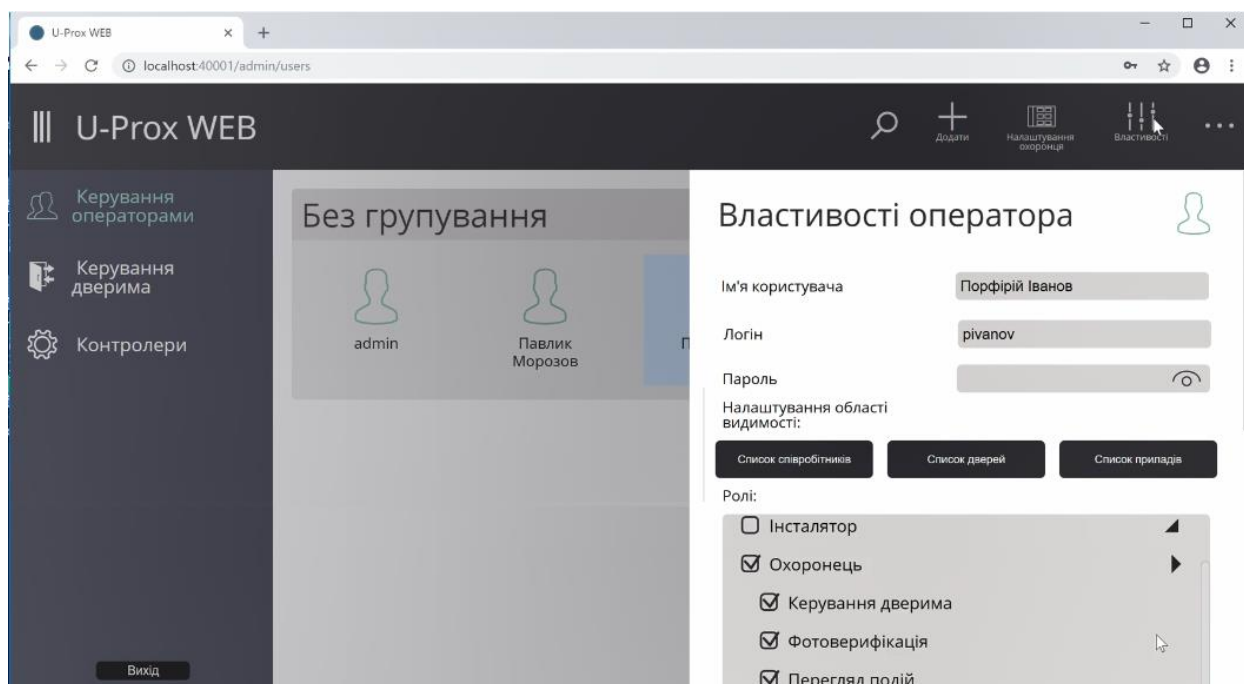 U-Prox WEB
localhost:40001/admin/users
U-Prox WEB
Додати
Налаштування
охоронця
Властивості
Керування
операторами
Керування
дверима
Контролери
Вихід
Без групування
admin
Павлик
Морозов
П
Властивості оператора
Ім'я користувача
Порфірій Іванов
Логін
pivanov
Пароль
Налаштування області
видимості:
Список співробітників
Список дверей
Список приладів
Ролі:
Інсталятор
Охоронець
Керування дверима
Фотоверифікація
Перегляд подій